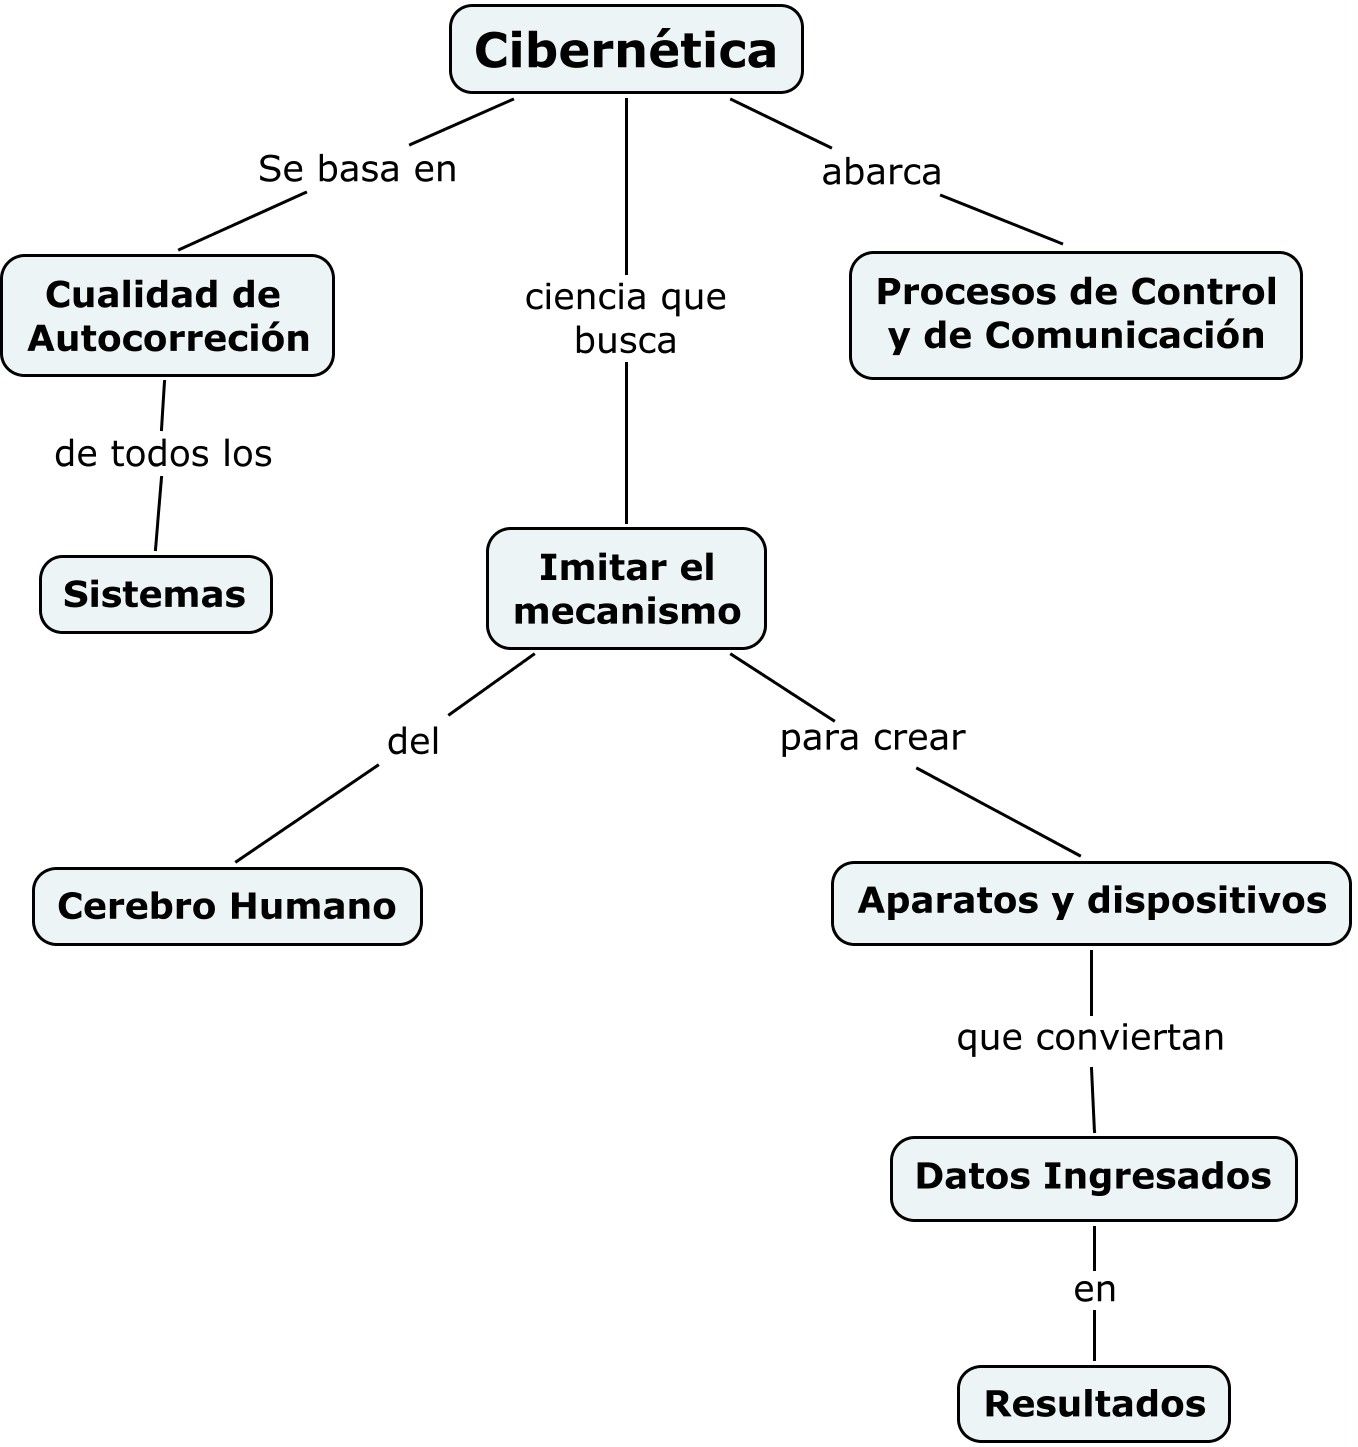 Cibernética
Se basa en
abarca
Cualidad de
Autocorreción
ciencia que
busca
Procesos de Control
y de Comunicación
de todos los
Sistemas
Imitar el
mecanismo
del
para crear
Cerebro Humano
Aparatos y dispositivos
que conviertan
Datos Ingresados
en
Resultados